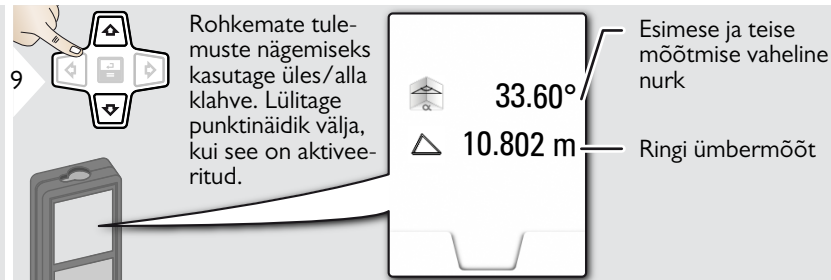 9
Rohkemate tule-
muste nägemiseks
kasutage üles/alla
klahve. Lülitage
punktinäidik välja,
kui see on aktivee-
ritud.
α
33.60°
10.802 m
Esimese ja teise
mõõtmise vaheline
nurk
Ringi ümbermõõt